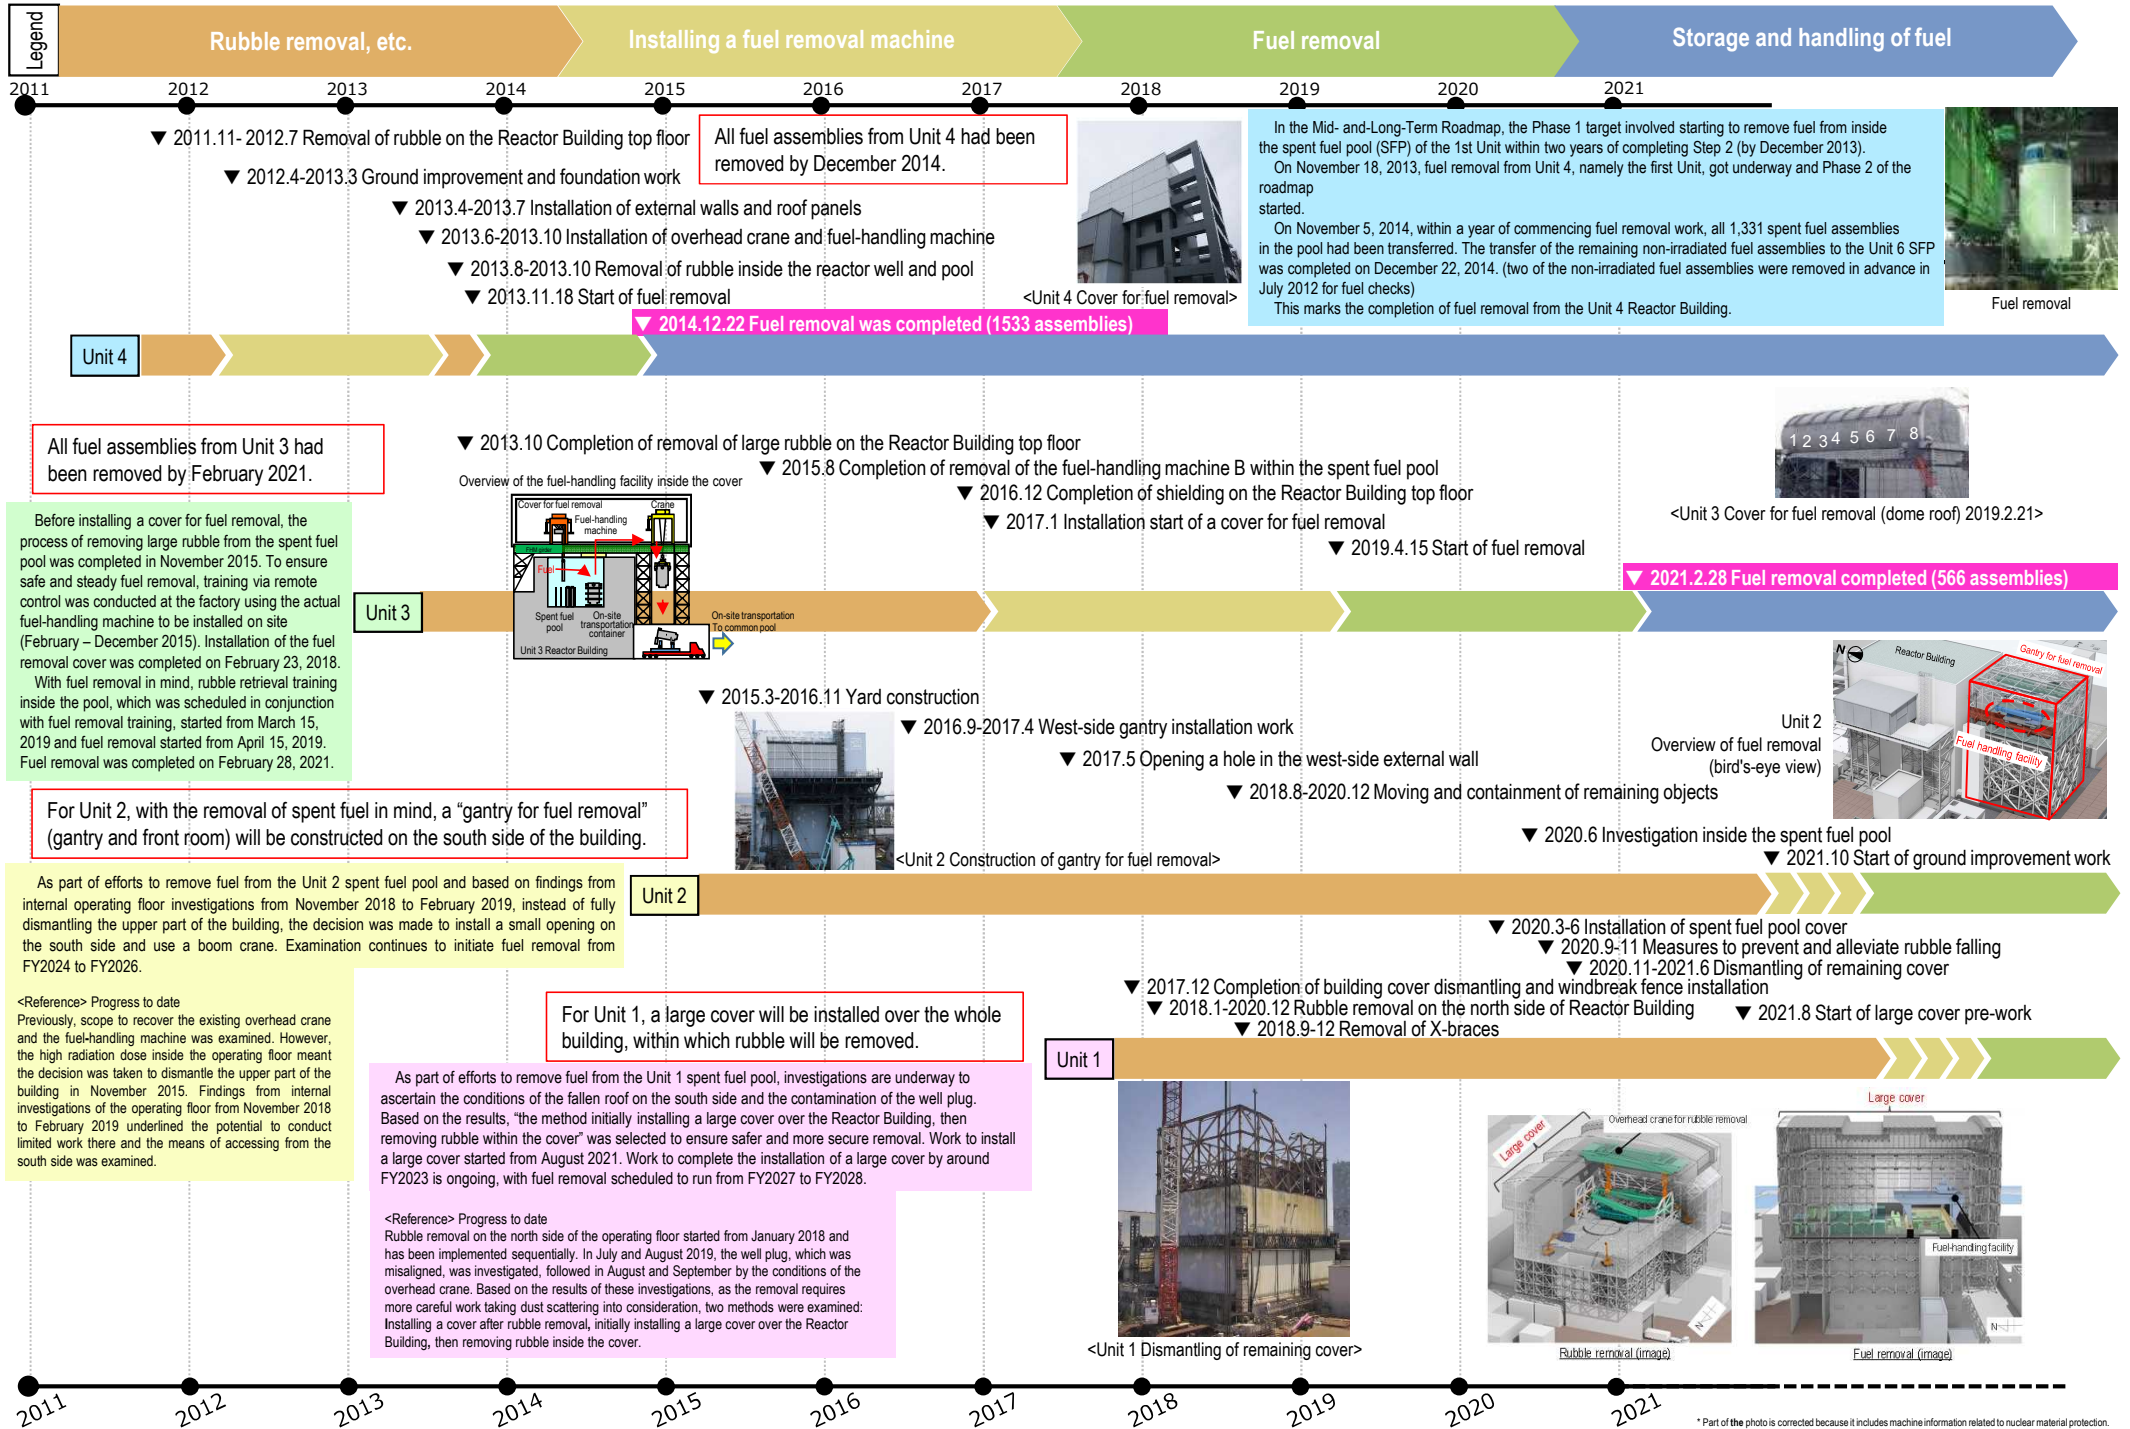 Legend
Rubble removal, etc.
Installing a fuel removal machine
Fuel removal
Storage and handling of fuel
2011 2012 2013 2014 2015 2016 2017 2018 2019 2020 2021
▼ 2011.11- 2012.7 Removal of rubble on the Reactor Building top floor
▼ 2012.4-2013.3 Ground improvement and foundation work
▼ 2013.4-2013.7 Installation of external walls and roof panels
▼ 2013.6-2013.10 Installation of overhead crane and fuel-handling machine
▼ 2013.8-2013.10 Removal of rubble inside the reactor well and pool
▼ 2013.11.18 Start of fuel removal
▼ 2014.12.22 Fuel removal was completed (1533 assemblies)
All fuel assemblies from Unit 4 had been
removed by December 2014.
<Unit 4 Cover for fuel removal>
In the Mid- and-Long-Term Roadmap, the Phase 1 target involved starting to remove fuel from inside
the spent fuel pool (SFP) of the 1st Unit within two years of completing Step 2 (by December 2013).
On November 18, 2013, fuel removal from Unit 4, namely the first Unit, got underway and Phase 2 of the
roadmap
started.
On November 5, 2014, within a year of commencing fuel removal work, all 1,331 spent fuel assemblies
in the pool had been transferred. The transfer of the remaining non-irradiated fuel assemblies to the Unit 6 SFP
was completed on December 22, 2014. (two of the non-irradiated fuel assemblies were removed in advance in
July 2012 for fuel checks)
This marks the completion of fuel removal from the Unit 4 Reactor Building.
Fuel removal
Unit 4
All fuel assemblies from Unit 3 had
been removed by February 2021.
▼ 2013.10 Completion of removal of large rubble on the Reactor Building top floor
▼ 2015.8 Completion of removal of the fuel-handling machine B within the spent fuel pool
▼ 2016.12 Completion of shielding on the Reactor Building top floor
▼ 2017.1 Installation start of a cover for fuel removal
▼ 2019.4.15 Start of fuel removal
▼ 2021.2.28 Fuel removal completed (566 assemblies)
1 2 3 4 5 6 7 8
<Unit 3 Cover for fuel removal (dome roof) 2019.2.21>
Overview of the fuel-handling facility inside the cover
Cover for fuel removal
Crane
Fuel-handling
machine
FHM girder
Fuel
Spent fuel
pool
On-site
transportation
container
Unit 3 Reactor Building
On-site transportation
To common pool
Before installing a cover for fuel removal, the
process of removing large rubble from the spent fuel
pool was completed in November 2015. To ensure
safe and steady fuel removal, training via remote
control was conducted at the factory using the actual
fuel-handling machine to be installed on site
(February – December 2015). Installation of the fuel
removal cover was completed on February 23, 2018.
With fuel removal in mind, rubble retrieval training
inside the pool, which was scheduled in conjunction
with fuel removal training, started from March 15,
2019 and fuel removal started from April 15, 2019.
Fuel removal was completed on February 28, 2021.
Unit 3
▼ 2015.3-2016.11 Yard construction
▼ 2016.9-2017.4 West-side gantry installation work
▼ 2017.5 Opening a hole in the west-side external wall
▼ 2018.8-2020.12 Moving and containment of remaining objects
▼ 2020.6 Investigation inside the spent fuel pool
▼ 2021.10 Start of ground improvement work
Unit 2
Overview of fuel removal
(bird's-eye view)
N
Reactor Building
Gantry for fuel removal
Fuel handling facility
<Unit 2 Construction of gantry for fuel removal>
For Unit 2, with the removal of spent fuel in mind, a “gantry for fuel removal”
(gantry and front room) will be constructed on the south side of the building.
Unit 2
As part of efforts to remove fuel from the Unit 2 spent fuel pool and based on findings from
internal operating floor investigations from November 2018 to February 2019, instead of fully
dismantling the upper part of the building, the decision was made to install a small opening on
the south side and use a boom crane. Examination continues to initiate fuel removal from
FY2024 to FY2026.
<Reference> Progress to date
Previously, scope to recover the existing overhead crane
and the fuel-handling machine was examined. However,
the high radiation dose inside the operating floor meant
the decision was taken to dismantle the upper part of the
building in November 2015. Findings from internal
investigations of the operating floor from November 2018
to February 2019 underlined the potential to conduct
limited work there and the means of accessing from the
south side was examined.
▼ 2020.3-6 Installation of spent fuel pool cover
▼ 2020.9-11 Measures to prevent and alleviate rubble falling
▼ 2020.11-2021.6 Dismantling of remaining cover
▼ 2017.12 Completion of building cover dismantling and windbreak fence installation
▼ 2018.1-2020.12 Rubble removal on the north side of Reactor Building
▼ 2021.8 Start of large cover pre-work
▼ 2018.9-12 Removal of X-braces
For Unit 1, a large cover will be installed over the whole
building, within which rubble will be removed.
Unit 1
As part of efforts to remove fuel from the Unit 1 spent fuel pool, investigations are underway to
ascertain the conditions of the fallen roof on the south side and the contamination of the well plug.
Based on the results, “the method initially installing a large cover over the Reactor Building, then
removing rubble within the cover” was selected to ensure safer and more secure removal. Work to install
a large cover started from August 2021. Work to complete the installation of a large cover by around
FY2023 is ongoing, with fuel removal scheduled to run from FY2027 to FY2028.
<Reference> Progress to date
Rubble removal on the north side of the operating floor started from January 2018 and
has been implemented sequentially. In July and August 2019, the well plug, which was
misaligned, was investigated, followed in August and September by the conditions of the
overhead crane. Based on the results of these investigations, as the removal requires
more careful work taking dust scattering into consideration, two methods were examined:
Installing a cover after rubble removal, initially installing a large cover over the Reactor
Building, then removing rubble inside the cover.
<Unit 1 Dismantling of remaining cover>
Large cover
Overhead crane for rubble removal
N
Rubble removal (image)
Large cover
Fuel-handling facility
N
Fuel removal (image)
2011 2012 2013 2014 2015 2016 2017 2018 2019 2020 2021
* Part of the photo is corrected because it includes machine information related to nuclear material protection.